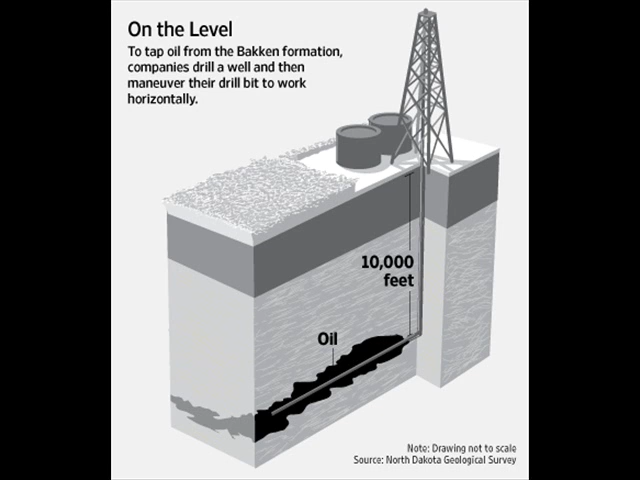 On the Level
To tap oil from the Bakken formation,
companies drill a well and then
maneuver their drill bit to work
horizontally.
10,000
feet
Oil
Note: Drawing not to scale
Source: North Dakota Geological Survey